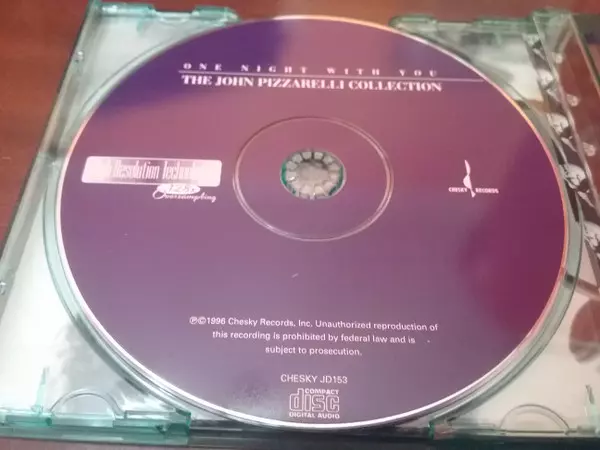 ONE NIGHT WITH YOU
THE JOHN PIZZARELLI COLLECTION
Resolution Technology
Oversampling
CHESKY RECORDS
℗©1996 Chesky Records, Inc. Unauthorized reproduction of
this recording is prohibited by federal law and is
subject to prosecution.
CHESKY JD153
COMPACT
disc
DIGITAL AUDIO